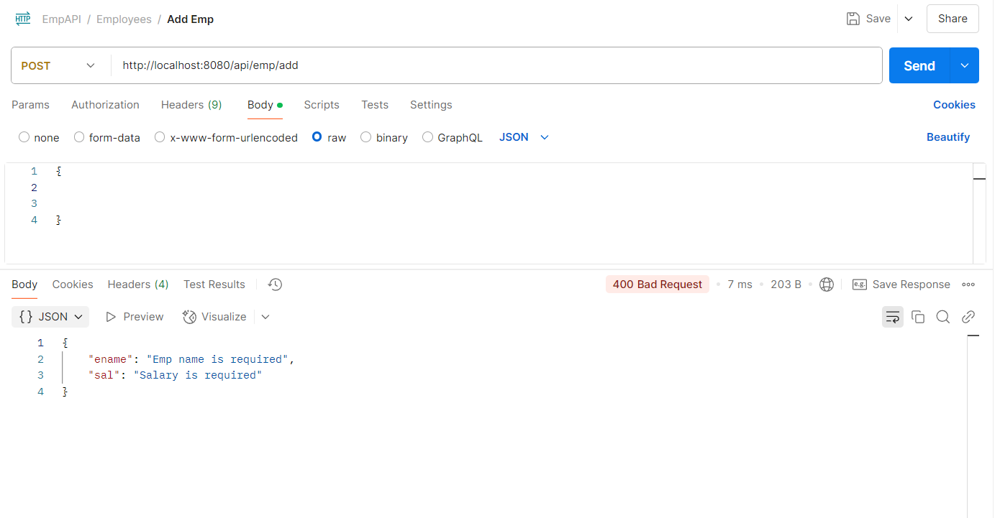 HTTP EmpAPI / Employees / Add Emp Save Share
POST http://localhost:8080/api/emp/add Send
Params Authorization Headers (9) Body Scripts Tests Settings Cookies
none form-data x-www-form-urlencoded raw binary GraphQL JSON Beautify
1 {
2
3
4 }
Body Cookies Headers (4) Test Results 400 Bad Request 7 ms 203 B e.g. Save Response
{} JSON Preview Visualize
1 {
2 "ename": "Emp name is required",
3 "sal": "Salary is required"
4 }